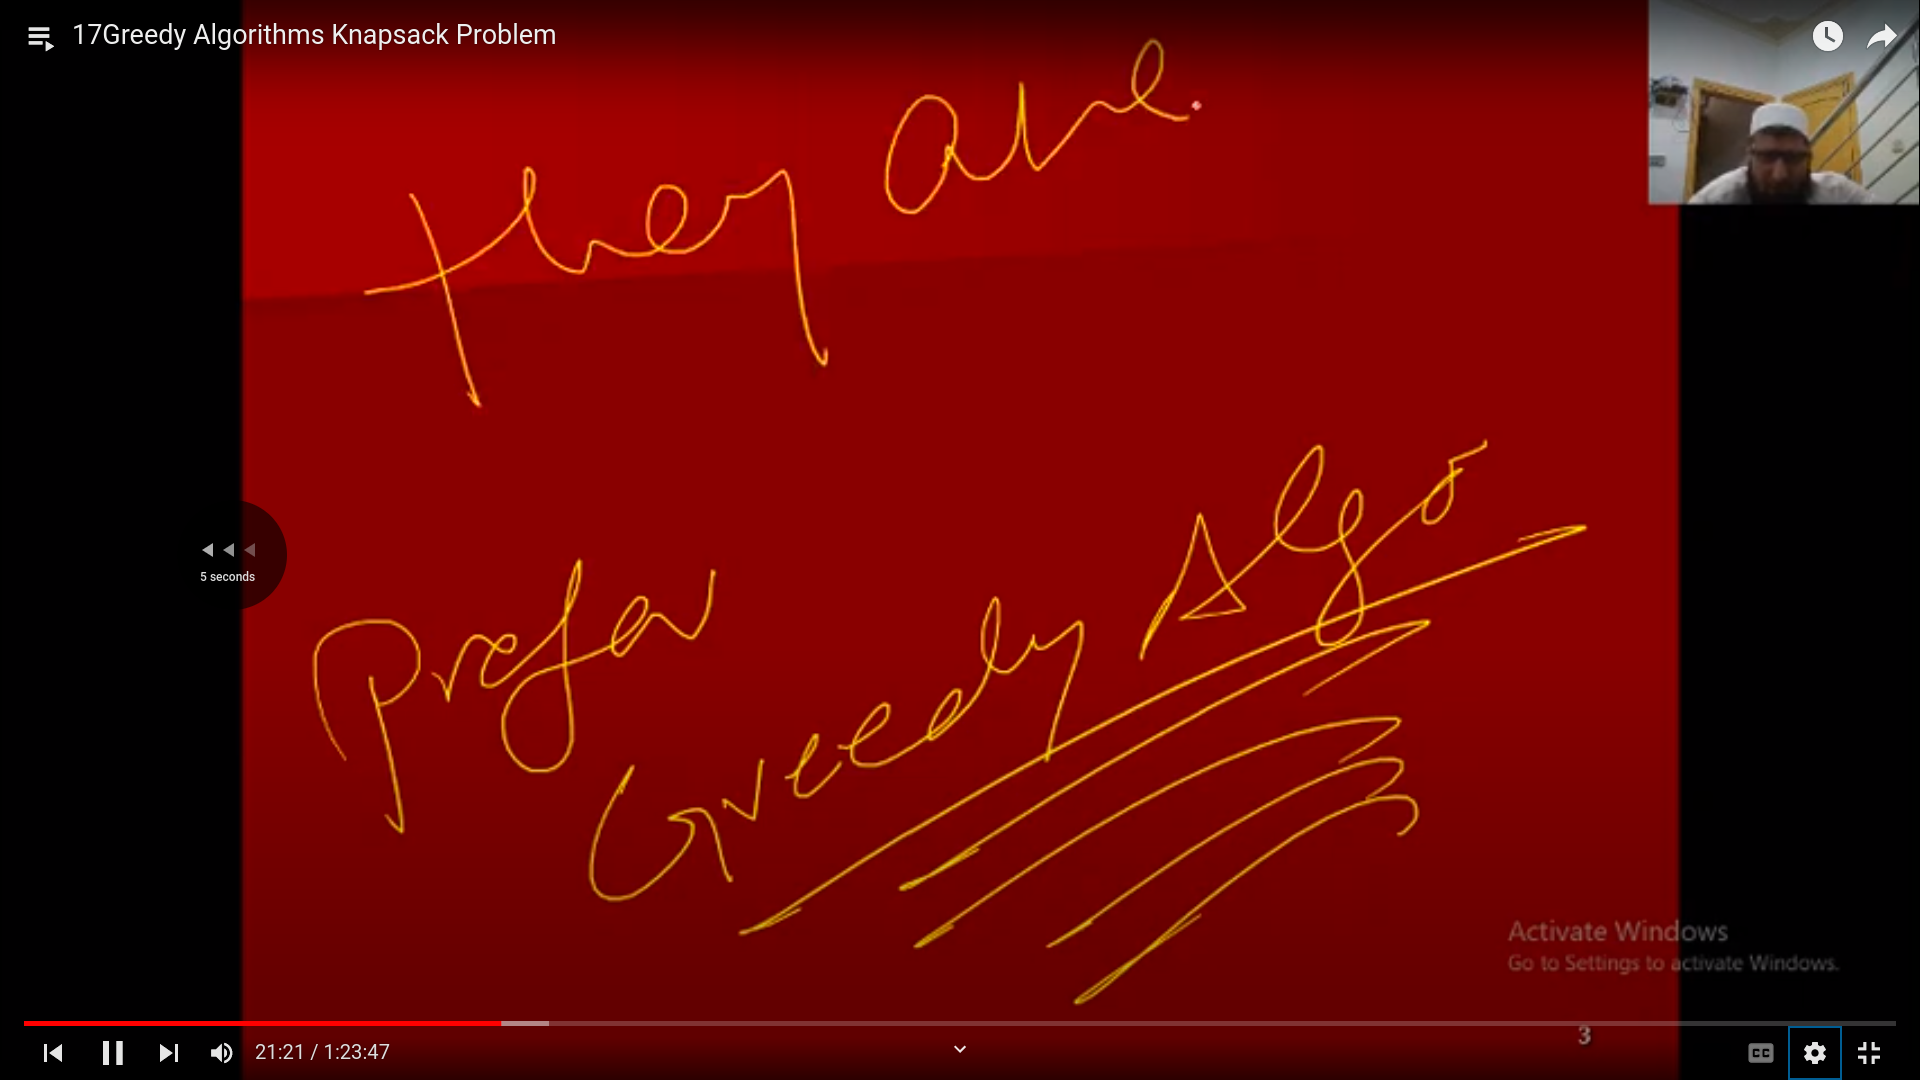 17Greedy Algorithms Knapsack Problem
They are
5 seconds
Prefer
Greedy Algo
Activate Windows
Go to Settings to activate Windows.
3
21:21 / 1:23:47
CC